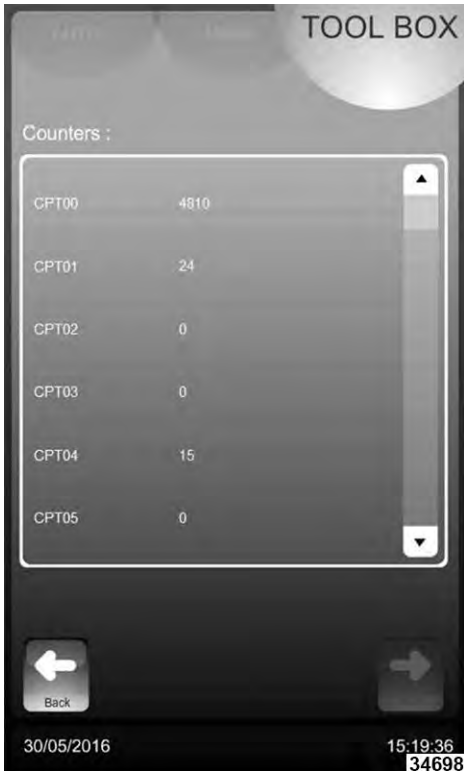 TOOL BOX
Counters :
CPT00 4810
CPT01 24
CPT02 0
CPT03 0
CPT04 15
CPT05 0
Back
30/05/2016 15:19:36
34698